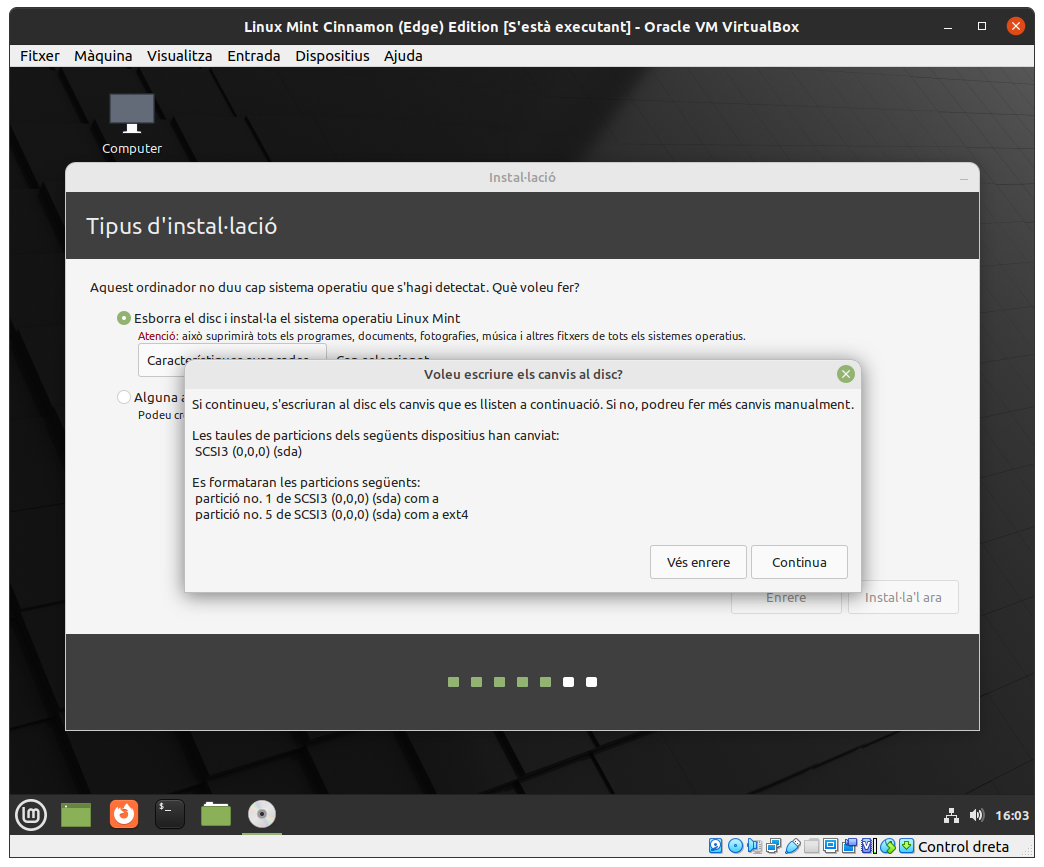 Linux Mint Cinnamon (Edge) Edition [S'està executant] - Oracle VM VirtualBox
Fitxer Màquina Visualitza Entrada Dispositius Ajuda
Computer
Instal·lació
Tipus d'instal·lació
Aquest ordinador no duu cap sistema operatiu que s'hagi detectat. Què voleu fer?
Esborra el disc i instal·la el sistema operatiu Linux Mint
Atenció: això suprimirà tots els programes, documents, fotografies, música i altres fitxers de tots els sistemes operatius.
Característiques avançades... Cap seleccionat
Alguna
Podeu
Voleu escriure els canvis al disc?
Si continueu, s'escriuran al disc els canvis que es llisten a continuació. Si no, podreu fer més canvis manualment.
Les taules de particions dels següents dispositius han canviat:
SCSI3 (0,0,0) (sda)
Es formataran les particions següents:
partició no. 1 de SCSI3 (0,0,0) (sda) com a
partició no. 5 de SCSI3 (0,0,0) (sda) com a ext4
Vés enrere Continua
Enrere Instal·la'l ara
16:03
Control dreta